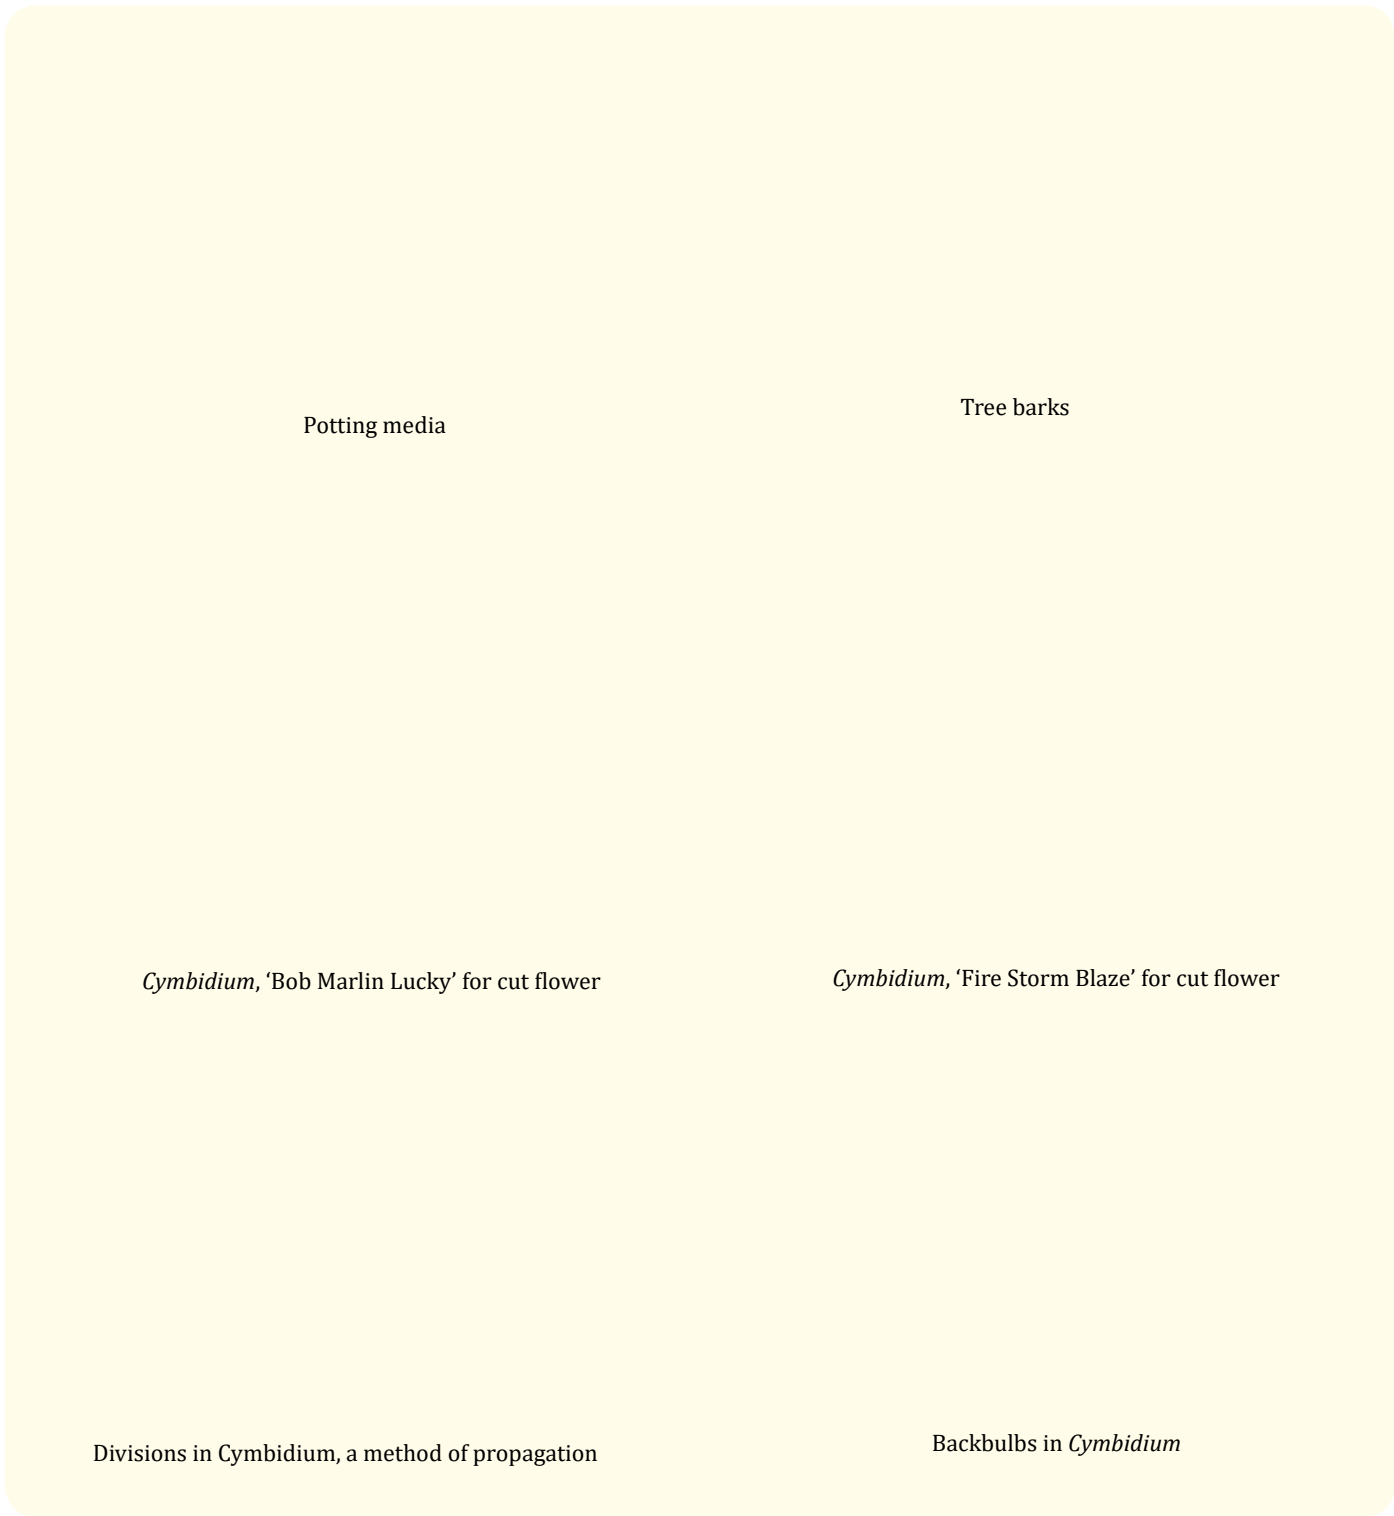 Potting media
Tree barks
Cymbidium, ‘Bob Marlin Lucky’ for cut flower
Cymbidium, ‘Fire Storm Blaze’ for cut flower
Divisions in Cymbidium, a method of propagation
Backbulbs in Cymbidium